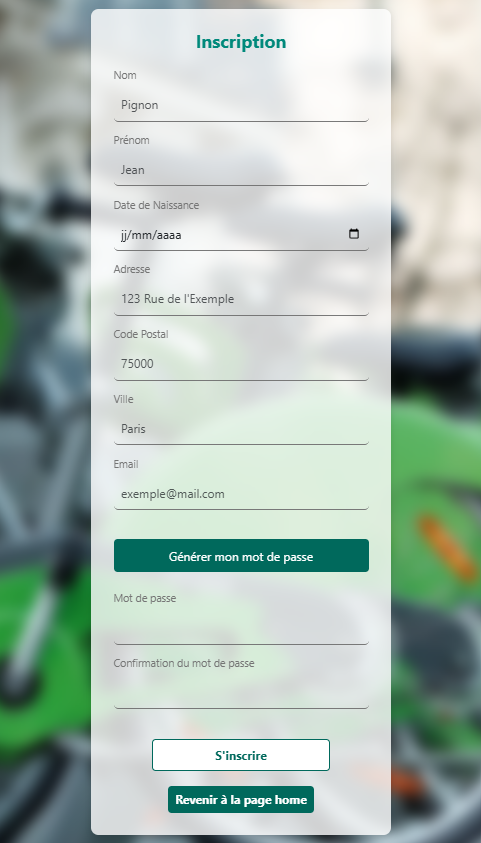 Inscription
Nom
Pignon
Prénom
Jean
Date de Naissance
jj/mm/aaaa
Adresse
123 Rue de l'Exemple
Code Postal
75000
Ville
Paris
Email
exemple@mail.com
Générer mon mot de passe
Mot de passe
Confirmation du mot de passe
S'inscrire
Revenir à la page home